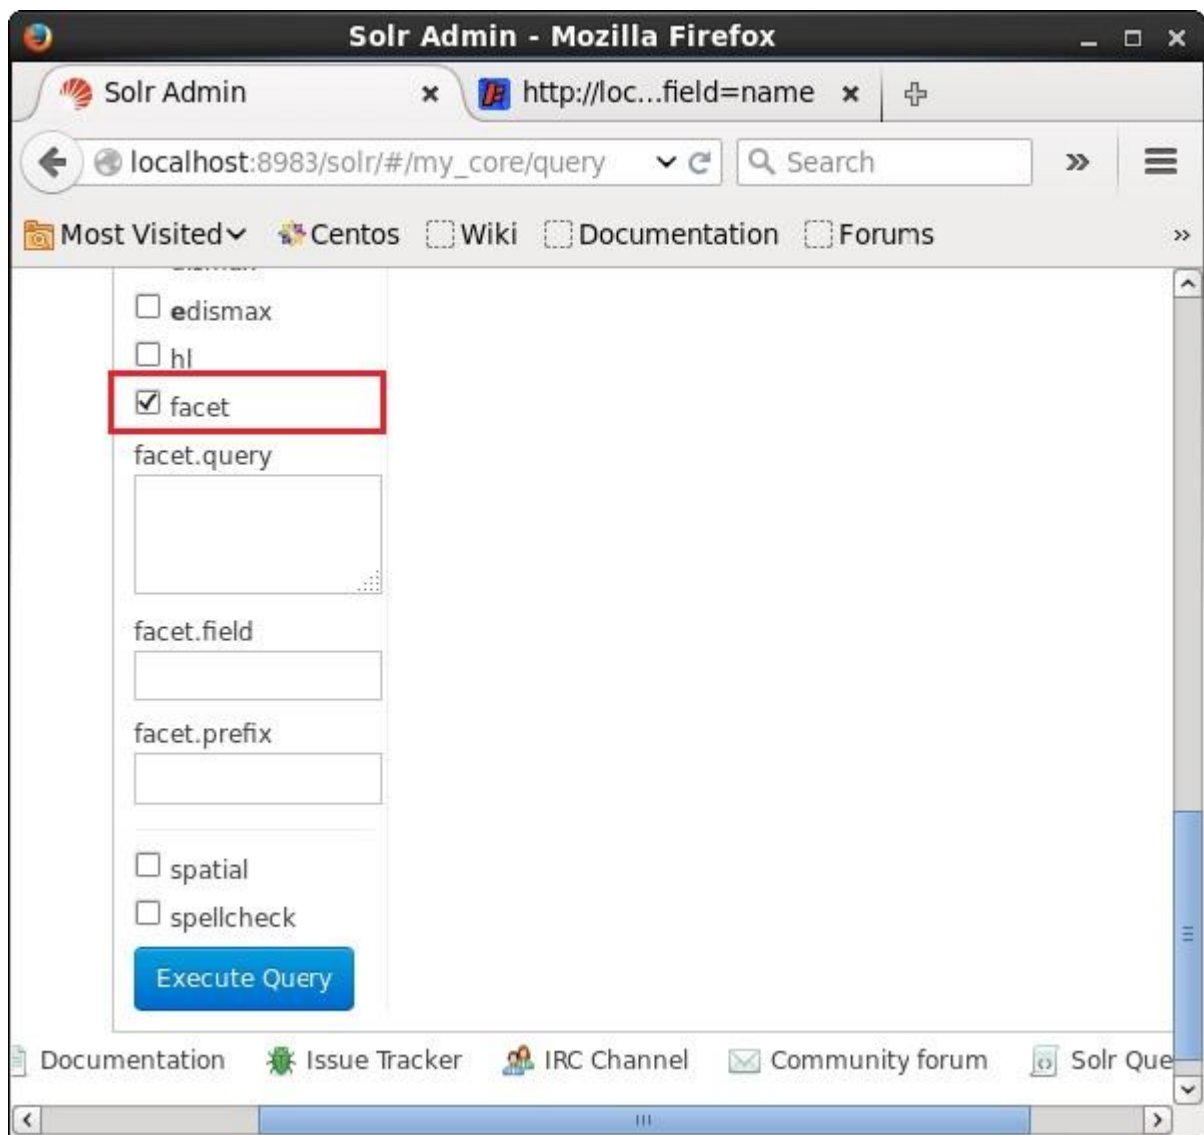 Solr Admin - Mozilla Firefox
Solr Admin
http://loc...field=name
localhost:8983/solr/#/my_core/query
Search
Most Visited
Centos
Wiki
Documentation
Forums
edismax
hl
facet
facet.query
facet.field
facet.prefix
spatial
spellcheck
Execute Query
Documentation
Issue Tracker
IRC Channel
Community forum
Solr Que